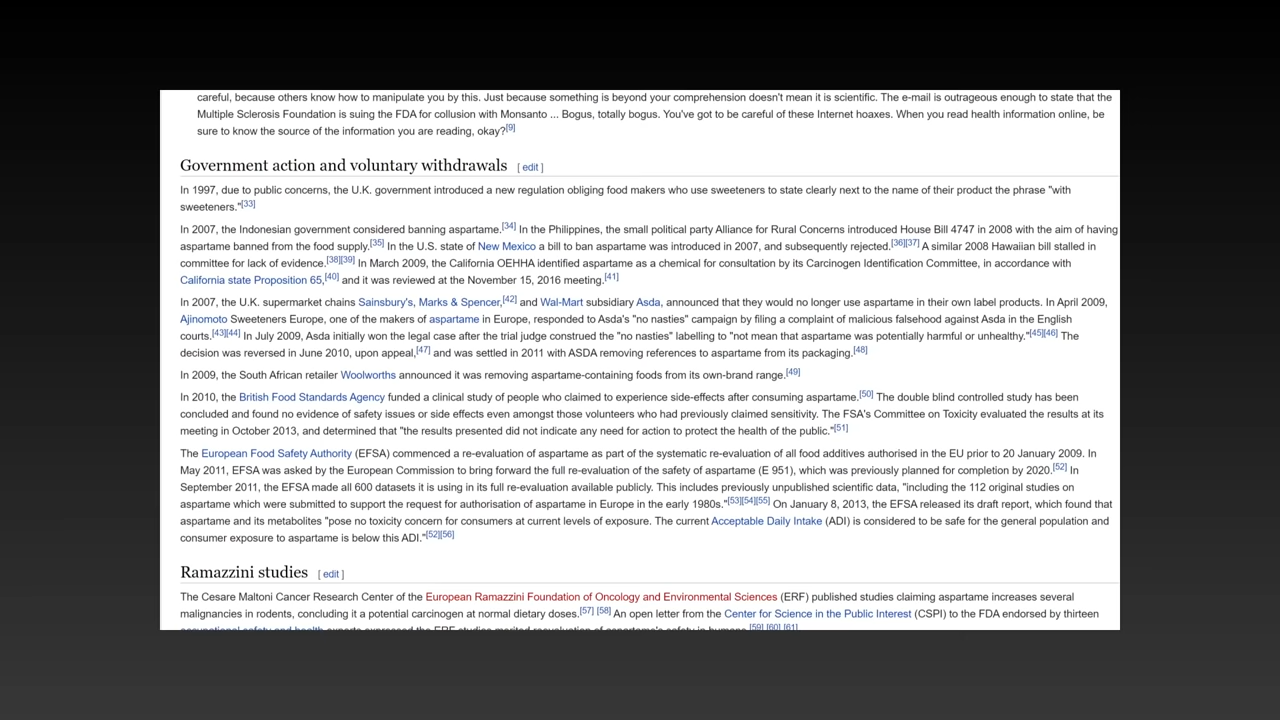 careful, because others know how to manipulate you by this. Just because something is beyond your comprehension doesn't mean it is scientific. The e-mail is outrageous enough to state that the
Multiple Sclerosis Foundation is suing the FDA for collusion with Monsanto ... Bogus, totally bogus. You've got to be careful of these Internet hoaxes. When you read health information online, be
sure to know the source of the information you are reading, okay?[9]
Government action and voluntary withdrawals [ edit ]
In 1997, due to public concerns, the U.K. government introduced a new regulation obliging food makers who use sweeteners to state clearly next to the name of their product the phrase "with
sweeteners."[33]
In 2007, the Indonesian government considered banning aspartame.[34] In the Philippines, the small political party Alliance for Rural Concerns introduced House Bill 4747 in 2008 with the aim of having
aspartame banned from the food supply.[35] In the U.S. state of New Mexico a bill to ban aspartame was introduced in 2007, and subsequently rejected.[36][37] A similar 2008 Hawaiian bill stalled in
committee for lack of evidence.[38][39] In March 2009, the California OEHHA identified aspartame as a chemical for consultation by its Carcinogen Identification Committee, in accordance with
California state Proposition 65,[40] and it was reviewed at the November 15, 2016 meeting.[41]
In 2007, the U.K. supermarket chains Sainsbury's, Marks & Spencer,[42] and Wal-Mart subsidiary Asda, announced that they would no longer use aspartame in their own label products. In April 2009,
Ajinomoto Sweeteners Europe, one of the makers of aspartame in Europe, responded to Asda's "no nasties" campaign by filing a complaint of malicious falsehood against Asda in the English
courts.[43][44] In July 2009, Asda initially won the legal case after the trial judge construed the "no nasties" labelling to "not mean that aspartame was potentially harmful or unhealthy."[45][46] The
decision was reversed in June 2010, upon appeal,[47] and was settled in 2011 with ASDA removing references to aspartame from its packaging.[48]
In 2009, the South African retailer Woolworths announced it was removing aspartame-containing foods from its own-brand range.[49]
In 2010, the British Food Standards Agency funded a clinical study of people who claimed to experience side-effects after consuming aspartame.[50] The double blind controlled study has been
concluded and found no evidence of safety issues or side effects even amongst those volunteers who had previously claimed sensitivity. The FSA's Committee on Toxicity evaluated the results at its
meeting in October 2013, and determined that "the results presented did not indicate any need for action to protect the health of the public."[51]
The European Food Safety Authority (EFSA) commenced a re-evaluation of aspartame as part of the systematic re-evaluation of all food additives authorised in the EU prior to 20 January 2009. In
May 2011, EFSA was asked by the European Commission to bring forward the full re-evaluation of the safety of aspartame (E 951), which was previously planned for completion by 2020.[52] In
September 2011, the EFSA made all 600 datasets it is using in its full re-evaluation available publicly. This includes previously unpublished scientific data, "including the 112 original studies on
aspartame which were submitted to support the request for authorisation of aspartame in Europe in the early 1980s."[53][54][55] On January 8, 2013, the EFSA released its draft report, which found that
aspartame and its metabolites "pose no toxicity concern for consumers at current levels of exposure. The current Acceptable Daily Intake (ADI) is considered to be safe for the general population and
consumer exposure to aspartame is below this ADI."[52][56]
Ramazzini studies [ edit ]
The Cesare Maltoni Cancer Research Center of the European Ramazzini Foundation of Oncology and Environmental Sciences (ERF) published studies claiming aspartame increases several
malignancies in rodents, concluding it a potential carcinogen at normal dietary doses.[57] [58] An open letter from the Center for Science in the Public Interest (CSPI) to the FDA endorsed by thirteen
occupational safety and health experts expressed the ERF studies merited reevaluation of aspartame's safety in humans.[59] [60] [61]